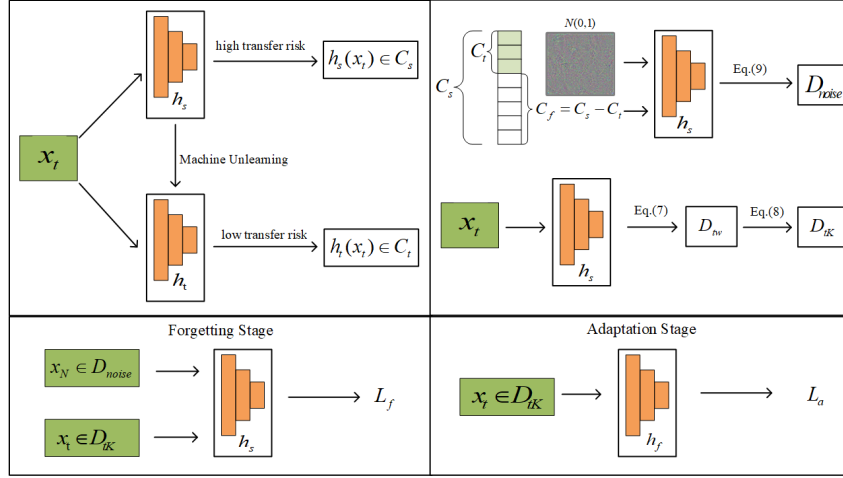 high transfer risk
h_s(x_t) ∈ C_s
h_s
Machine Unlearning
x_t
low transfer risk
h_t(x_t) ∈ C_t
h_t
N(0,1)
C_t
C_s
C_f = C_s − C_t
h_s
Eq.(9)
D_noise
x_t
h_s
Eq.(7)
D_tw
Eq.(8)
D_tK
Forgetting Stage
x_N ∈ D_noise
x_t ∈ D_tK
h_s
L_f
Adaptation Stage
x_t ∈ D_tK
h_f
L_a